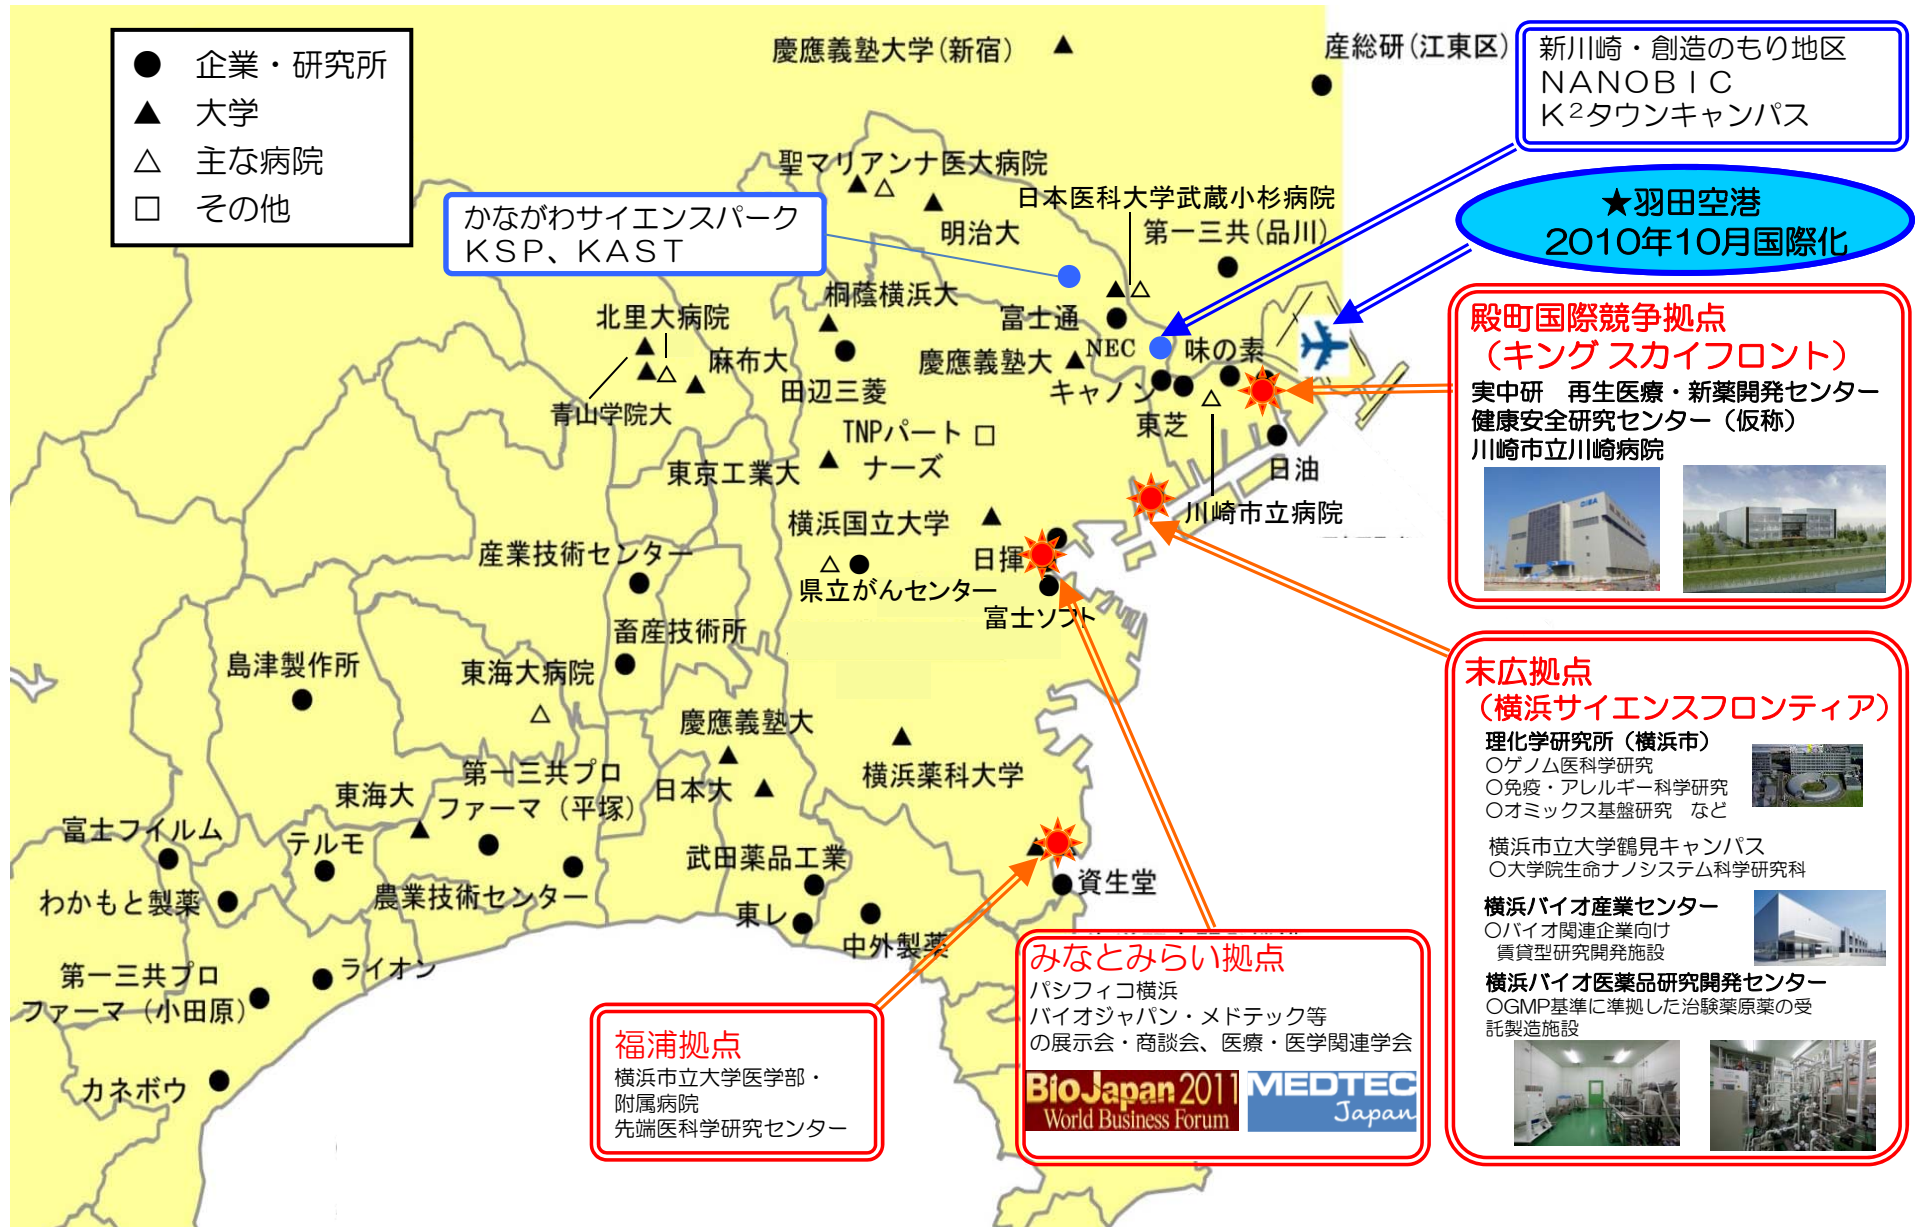 ● 企業・研究所
▲ 大学
△ 主な病院
□ その他
慶應義塾大学(新宿)
産総研(江東区)
新川崎・創造のもり地区
NANOBIC
K²タウンキャンパス
★羽田空港
2010年10月国際化
聖マリアンナ医大病院
日本医科大学武蔵小杉病院
明治大
第一三共(品川)
かながわサイエンスパーク
KSP、KAST
桐蔭横浜大
富士通
北里大病院
麻布大
慶應義塾大
NEC
味の素
田辺三菱
キヤノン
青山学院大
東芝
TNPパート
ナーズ
東京工業大
日油
川崎市立病院
横浜国立大学
産業技術センター
日揮
県立がんセンター
富士ソフト
畜産技術所
島津製作所
東海大病院
慶應義塾大
横浜薬科大学
第一三共プロ
ファーマ(平塚)
日本大
東海大
富士フイルム
テルモ
武田薬品工業
わかもと製薬
農業技術センター
資生堂
東レ
中外製薬
第一三共プロ
ファーマ(小田原)
ライオン
カネボウ
殿町国際競争拠点
(キング スカイフロント)
実中研 再生医療・新薬開発センター
健康安全研究センター(仮称)
川崎市立川崎病院
末広拠点
(横浜サイエンスフロンティア)
理化学研究所(横浜市)
○ゲノム医科学研究
○免疫・アレルギー科学研究
○オミックス基盤研究 など
横浜市立大学鶴見キャンパス
○大学院生命ナノシステム科学研究科
横浜バイオ産業センター
○バイオ関連企業向け
賃貸型研究開発施設
横浜バイオ医薬品研究開発センター
○GMP基準に準拠した治験薬原薬の受
託製造施設
みなとみらい拠点
パシフィコ横浜
バイオジャパン・メドテック等
の展示会・商談会、医療・医学関連学会
BioJapan 2011
World Business Forum
MEDTEC
Japan
福浦拠点
横浜市立大学医学部・
附属病院
先端医科学研究センター